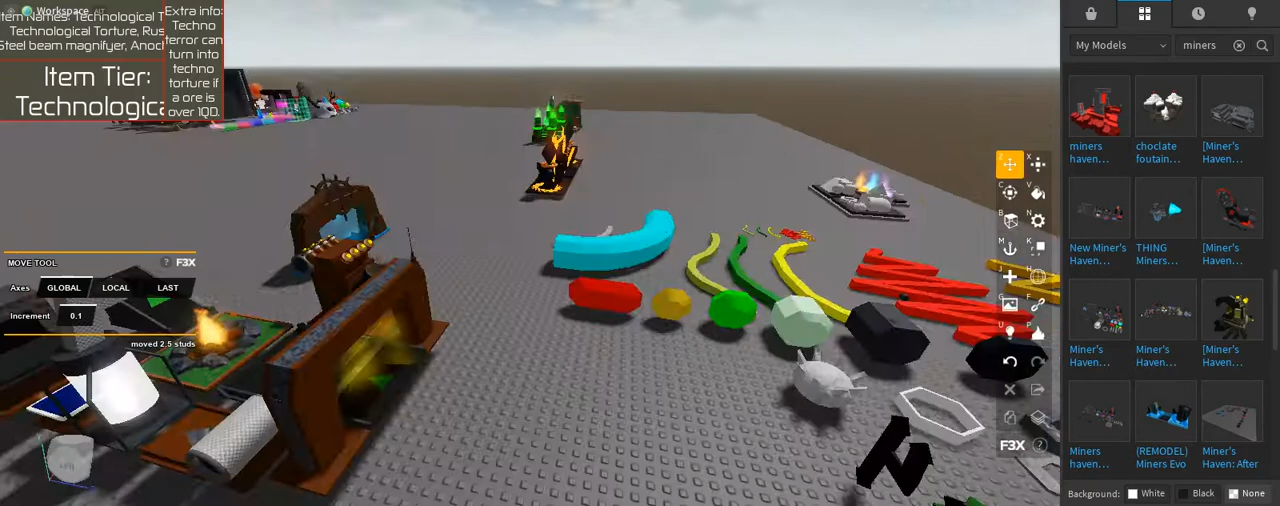 Workspace
Item Names: Technological T
Technological Torture, Rus
Steel beam magnifyer, Anoc
Item Tier:
Technologica
Extra info:
Techno
terror can
turn into
techno
torture if
a ore is
over 1QD.
MOVE TOOL
? F3X
Axes GLOBAL LOCAL LAST
Increment 0.1
moved 2.5 studs
Z X
C V
B N
M K
J H
G F
U P
F3X ?
My Models miners
miners
haven...
choclate
foutain...
[Miner's
Haven...
New Miner's
Haven...
THING
Miners...
[Miner's
Haven...
Miner's
Haven...
Miner's
Haven...
[Miner's
Haven...
Miners
haven...
(REMODEL)
Miners Evo
Miner's
Haven: After
Background: White Black None